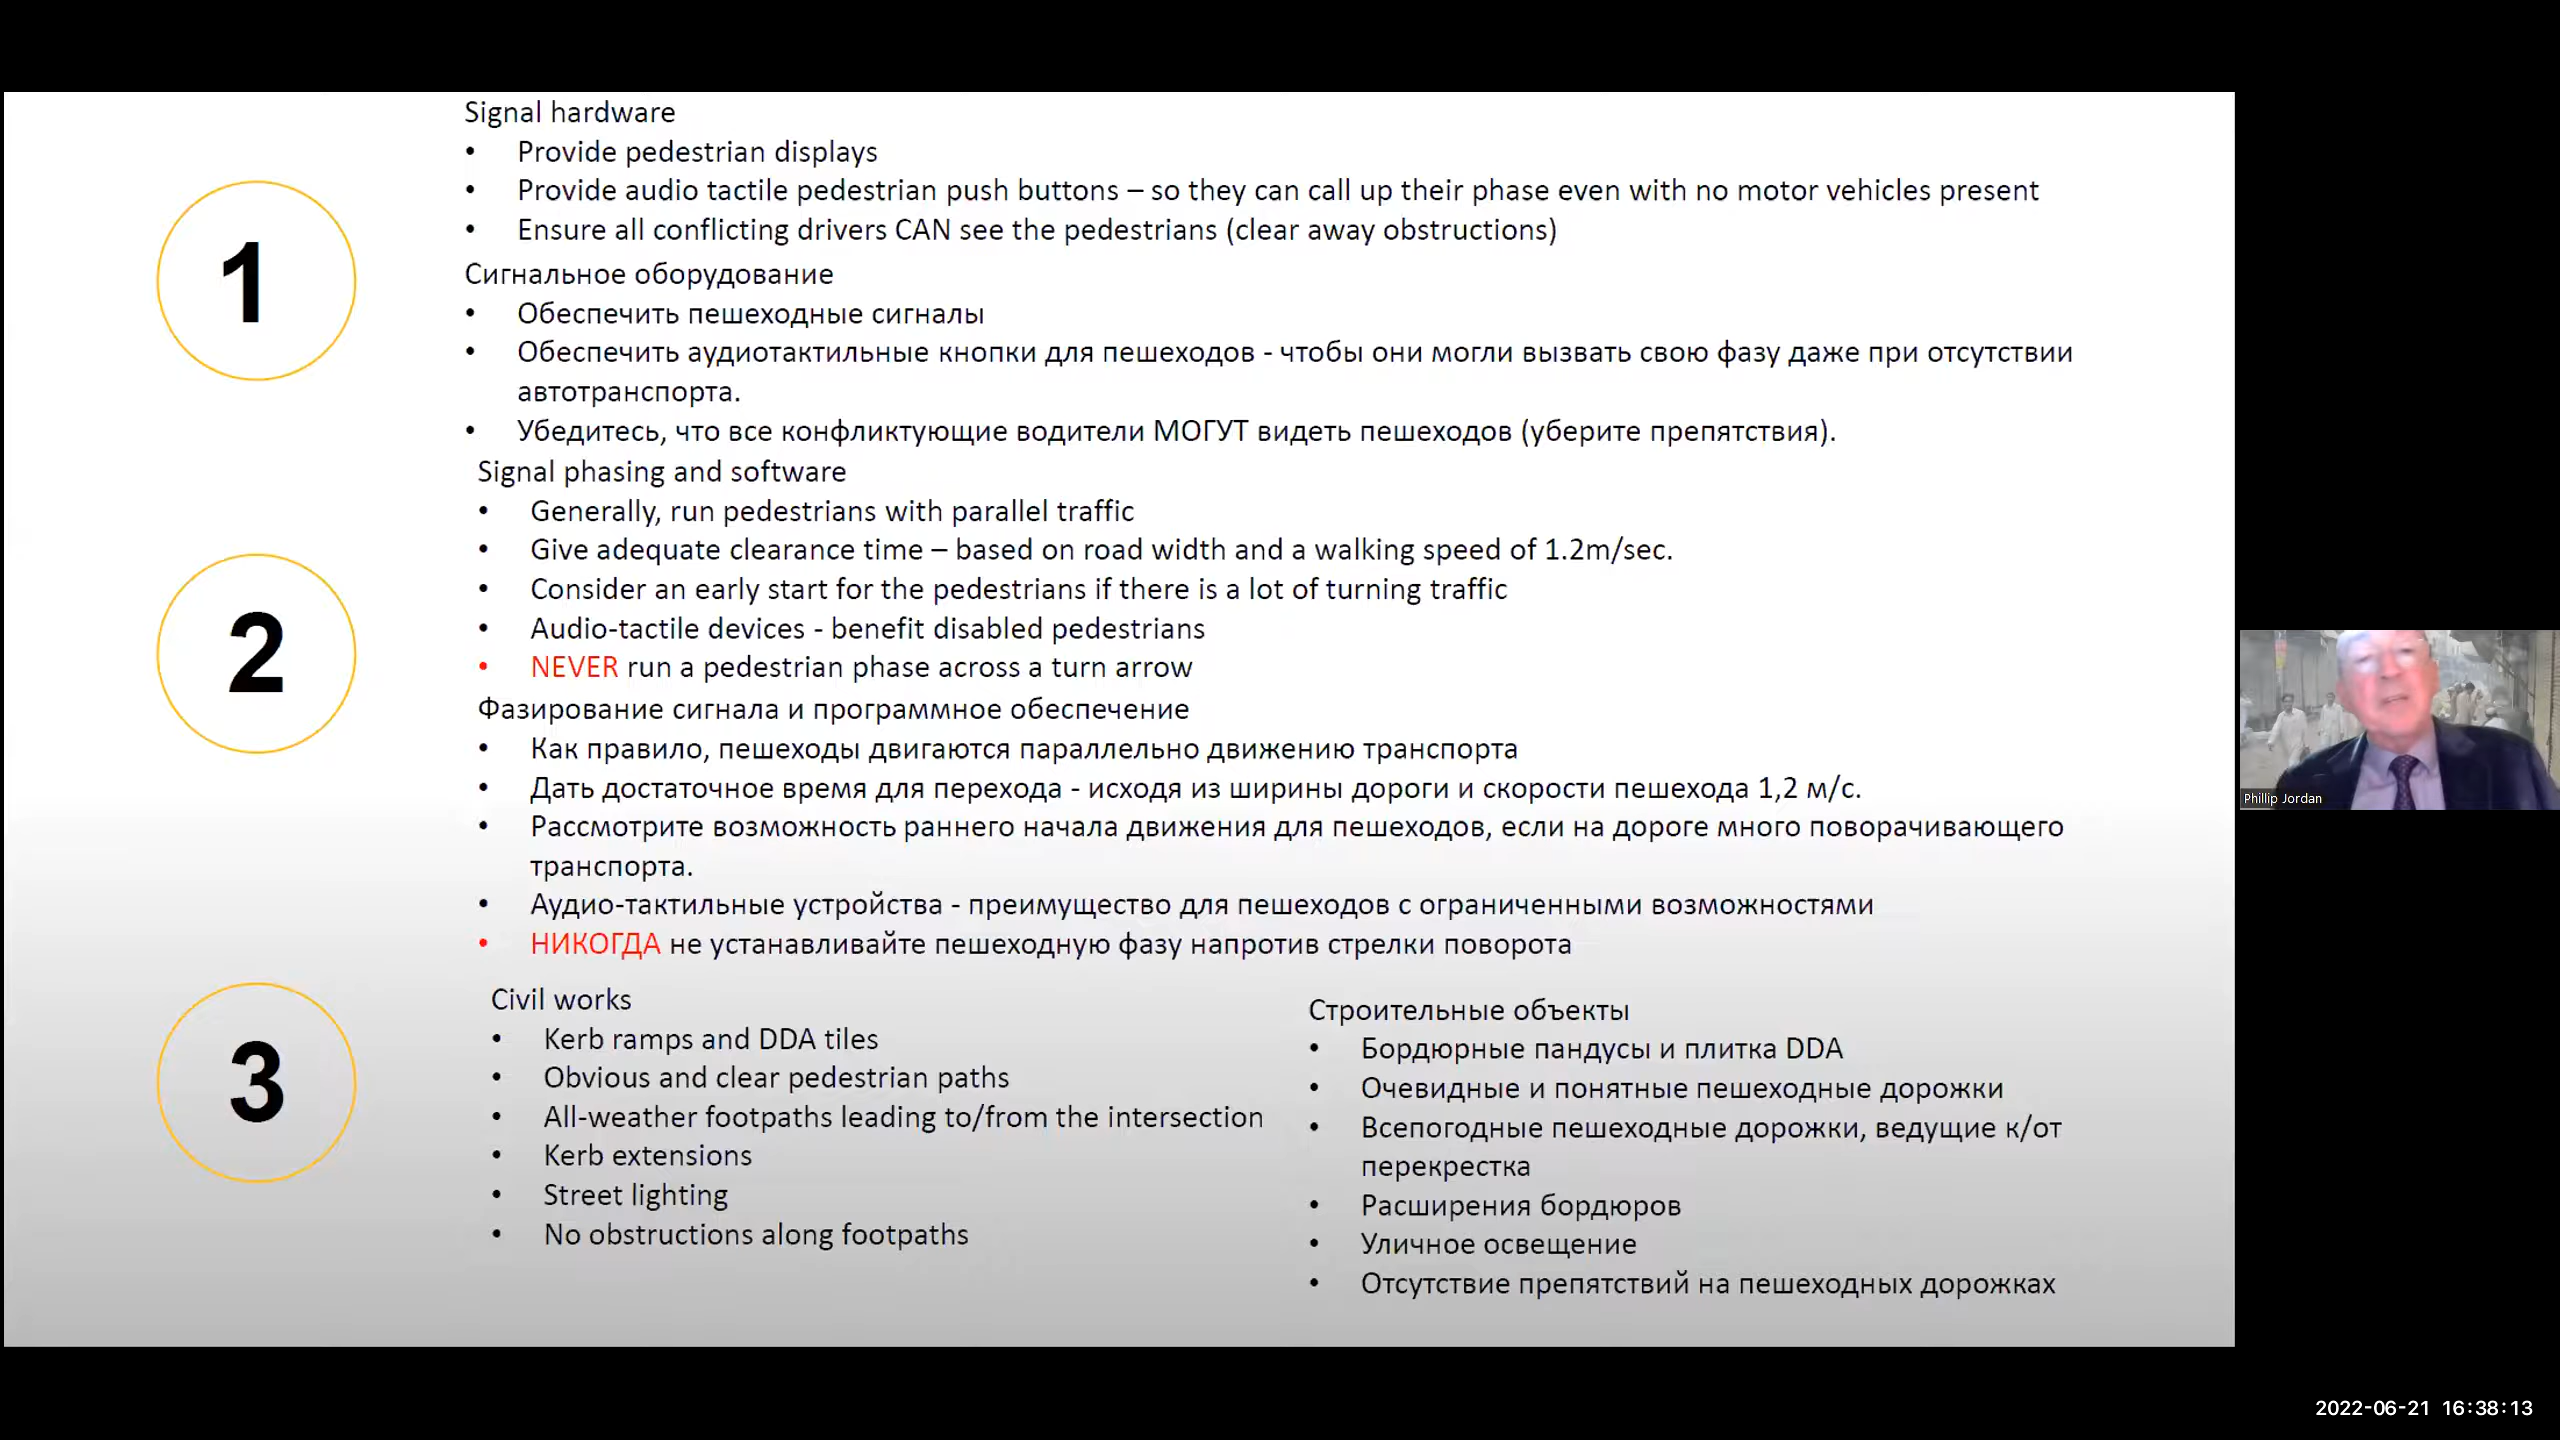 1
Signal hardware
• Provide pedestrian displays
• Provide audio tactile pedestrian push buttons – so they can call up their phase even with no motor vehicles present
• Ensure all conflicting drivers CAN see the pedestrians (clear away obstructions)
Сигнальное оборудование
• Обеспечить пешеходные сигналы
• Обеспечить аудиотактильные кнопки для пешеходов - чтобы они могли вызвать свою фазу даже при отсутствии
автотранспорта.
• Убедитесь, что все конфликтующие водители МОГУТ видеть пешеходов (уберите препятствия).
2
Signal phasing and software
• Generally, run pedestrians with parallel traffic
• Give adequate clearance time – based on road width and a walking speed of 1.2m/sec.
• Consider an early start for the pedestrians if there is a lot of turning traffic
• Audio-tactile devices - benefit disabled pedestrians
• NEVER run a pedestrian phase across a turn arrow
Фазирование сигнала и программное обеспечение
• Как правило, пешеходы двигаются параллельно движению транспорта
• Дать достаточное время для перехода - исходя из ширины дороги и скорости пешехода 1,2 м/с.
• Рассмотрите возможность раннего начала движения для пешеходов, если на дороге много поворачивающего
транспорта.
• Аудио-тактильные устройства - преимущество для пешеходов с ограниченными возможностями
• НИКОГДА не устанавливайте пешеходную фазу напротив стрелки поворота
3
Civil works
• Kerb ramps and DDA tiles
• Obvious and clear pedestrian paths
• All-weather footpaths leading to/from the intersection
• Kerb extensions
• Street lighting
• No obstructions along footpaths
Строительные объекты
• Бордюрные пандусы и плитка DDA
• Очевидные и понятные пешеходные дорожки
• Всепогодные пешеходные дорожки, ведущие к/от
перекрестка
• Расширения бордюров
• Уличное освещение
• Отсутствие препятствий на пешеходных дорожках
Phillip Jordan
2022-06-21 16:38:13